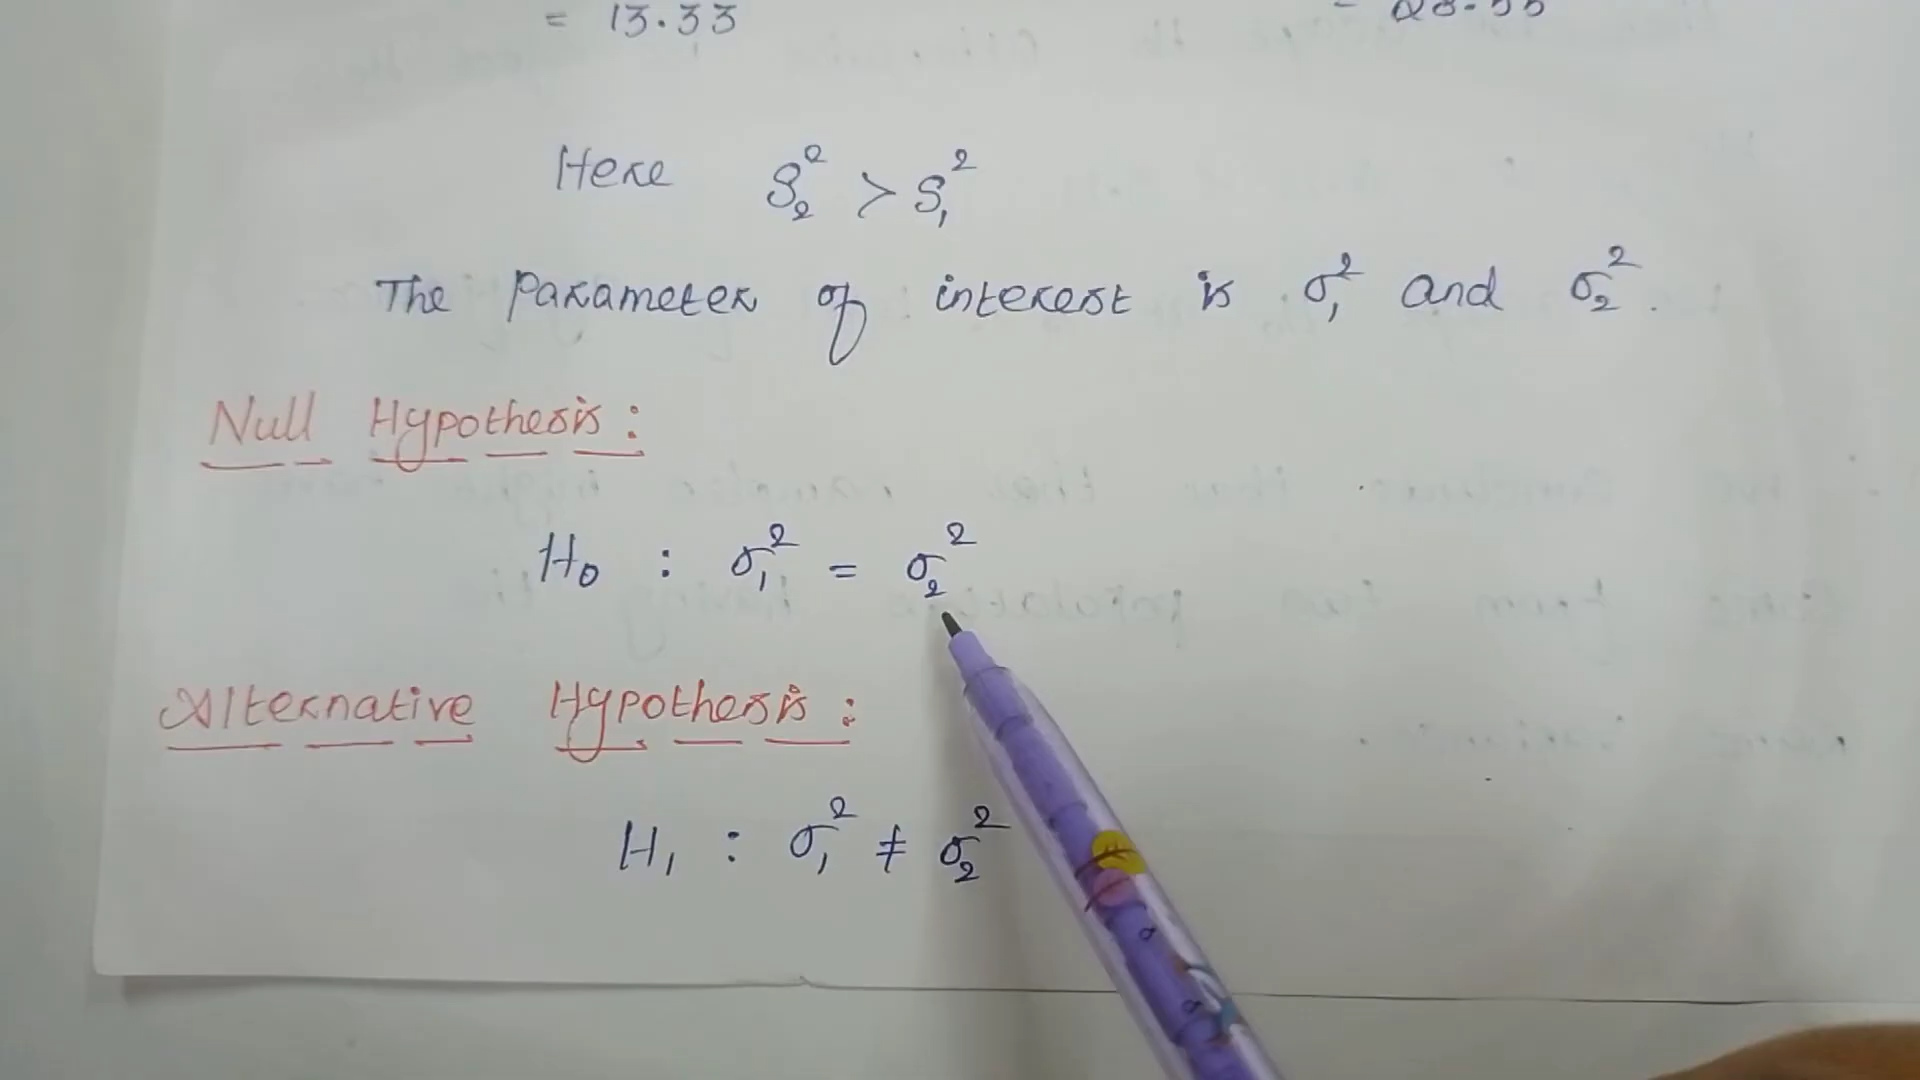 = 13.33
Here S₂² > S₁²
The Parameter of interest is σ₁² and σ₂².
Null Hypothesis:
H₀ : σ₁² = σ₂²
Alternative Hypothesis:
H₁ : σ₁² ≠ σ₂²